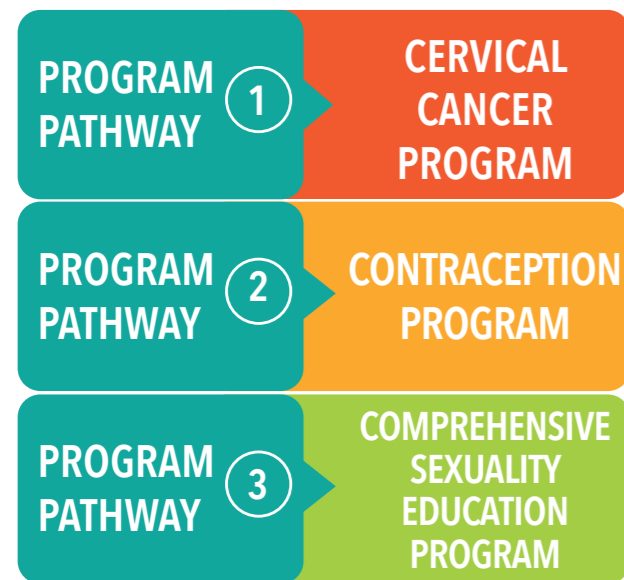 PROGRAM
PATHWAY
1
CERVICAL
CANCER
PROGRAM
PROGRAM
PATHWAY
2
CONTRACEPTION
PROGRAM
PROGRAM
PATHWAY
3
COMPREHENSIVE
SEXUALITY
EDUCATION
PROGRAM